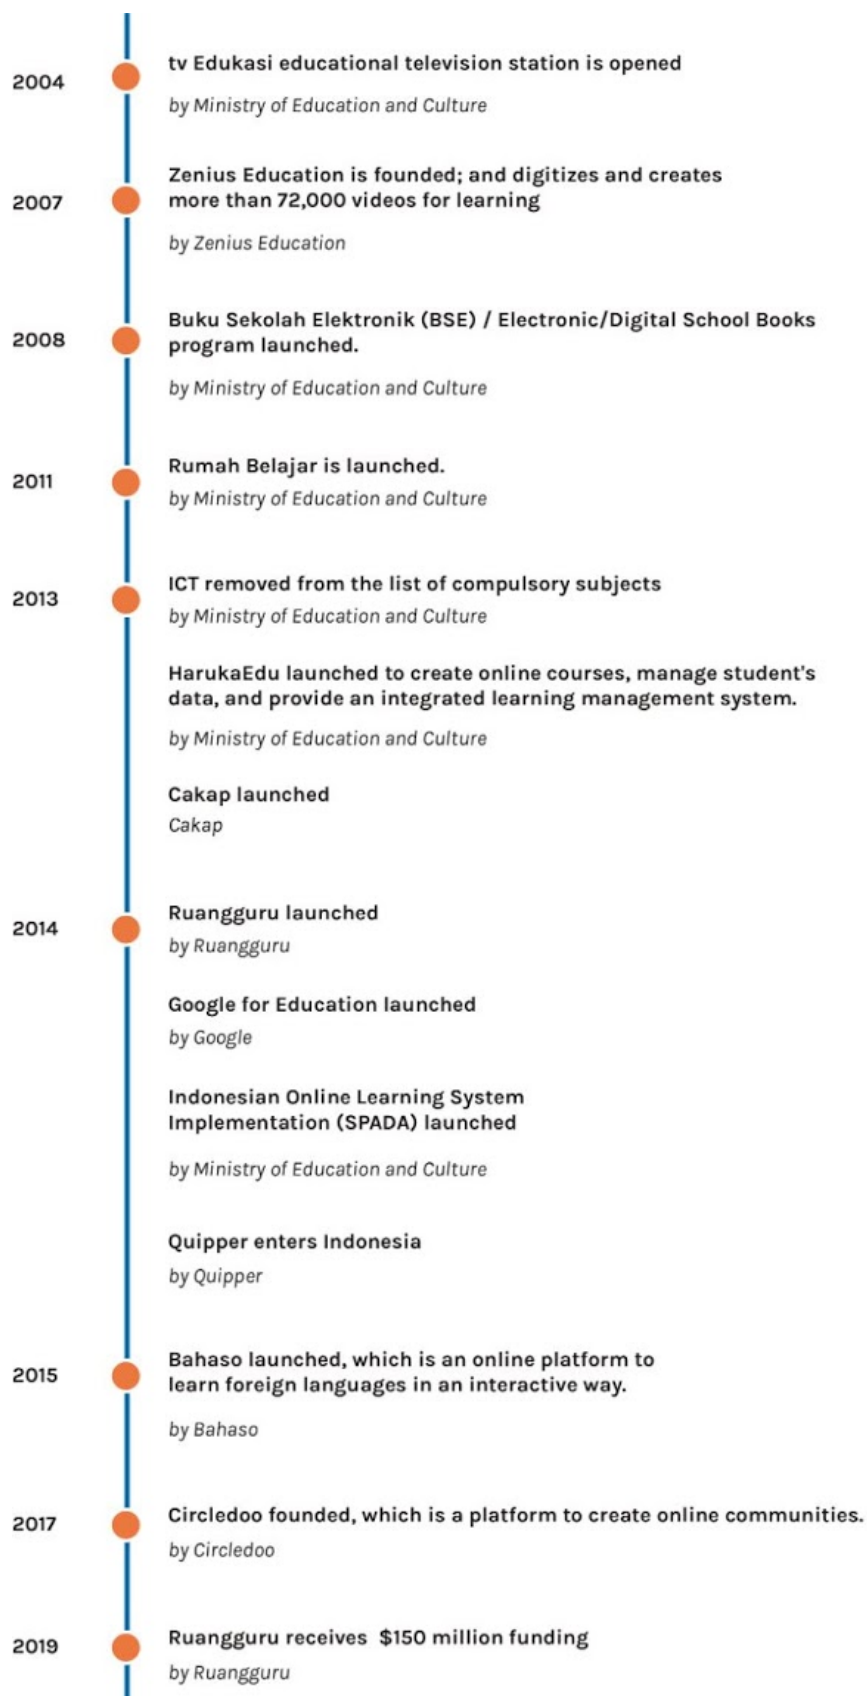 2004
tv Edukasi educational television station is opened
by Ministry of Education and Culture
2007
Zenius Education is founded; and digitizes and creates
more than 72,000 videos for learning
by Zenius Education
2008
Buku Sekolah Elektronik (BSE) / Electronic/Digital School Books
program launched.
by Ministry of Education and Culture
2011
Rumah Belajar is launched.
by Ministry of Education and Culture
2013
ICT removed from the list of compulsory subjects
by Ministry of Education and Culture
HarukaEdu launched to create online courses, manage student's
data, and provide an integrated learning management system.
by Ministry of Education and Culture
Cakap launched
Cakap
2014
Ruangguru launched
by Ruangguru
Google for Education launched
by Google
Indonesian Online Learning System
Implementation (SPADA) launched
by Ministry of Education and Culture
Quipper enters Indonesia
by Quipper
2015
Bahaso launched, which is an online platform to
learn foreign languages in an interactive way.
by Bahaso
2017
Circledoo founded, which is a platform to create online communities.
by Circledoo
2019
Ruangguru receives  $150 million funding
by Ruangguru